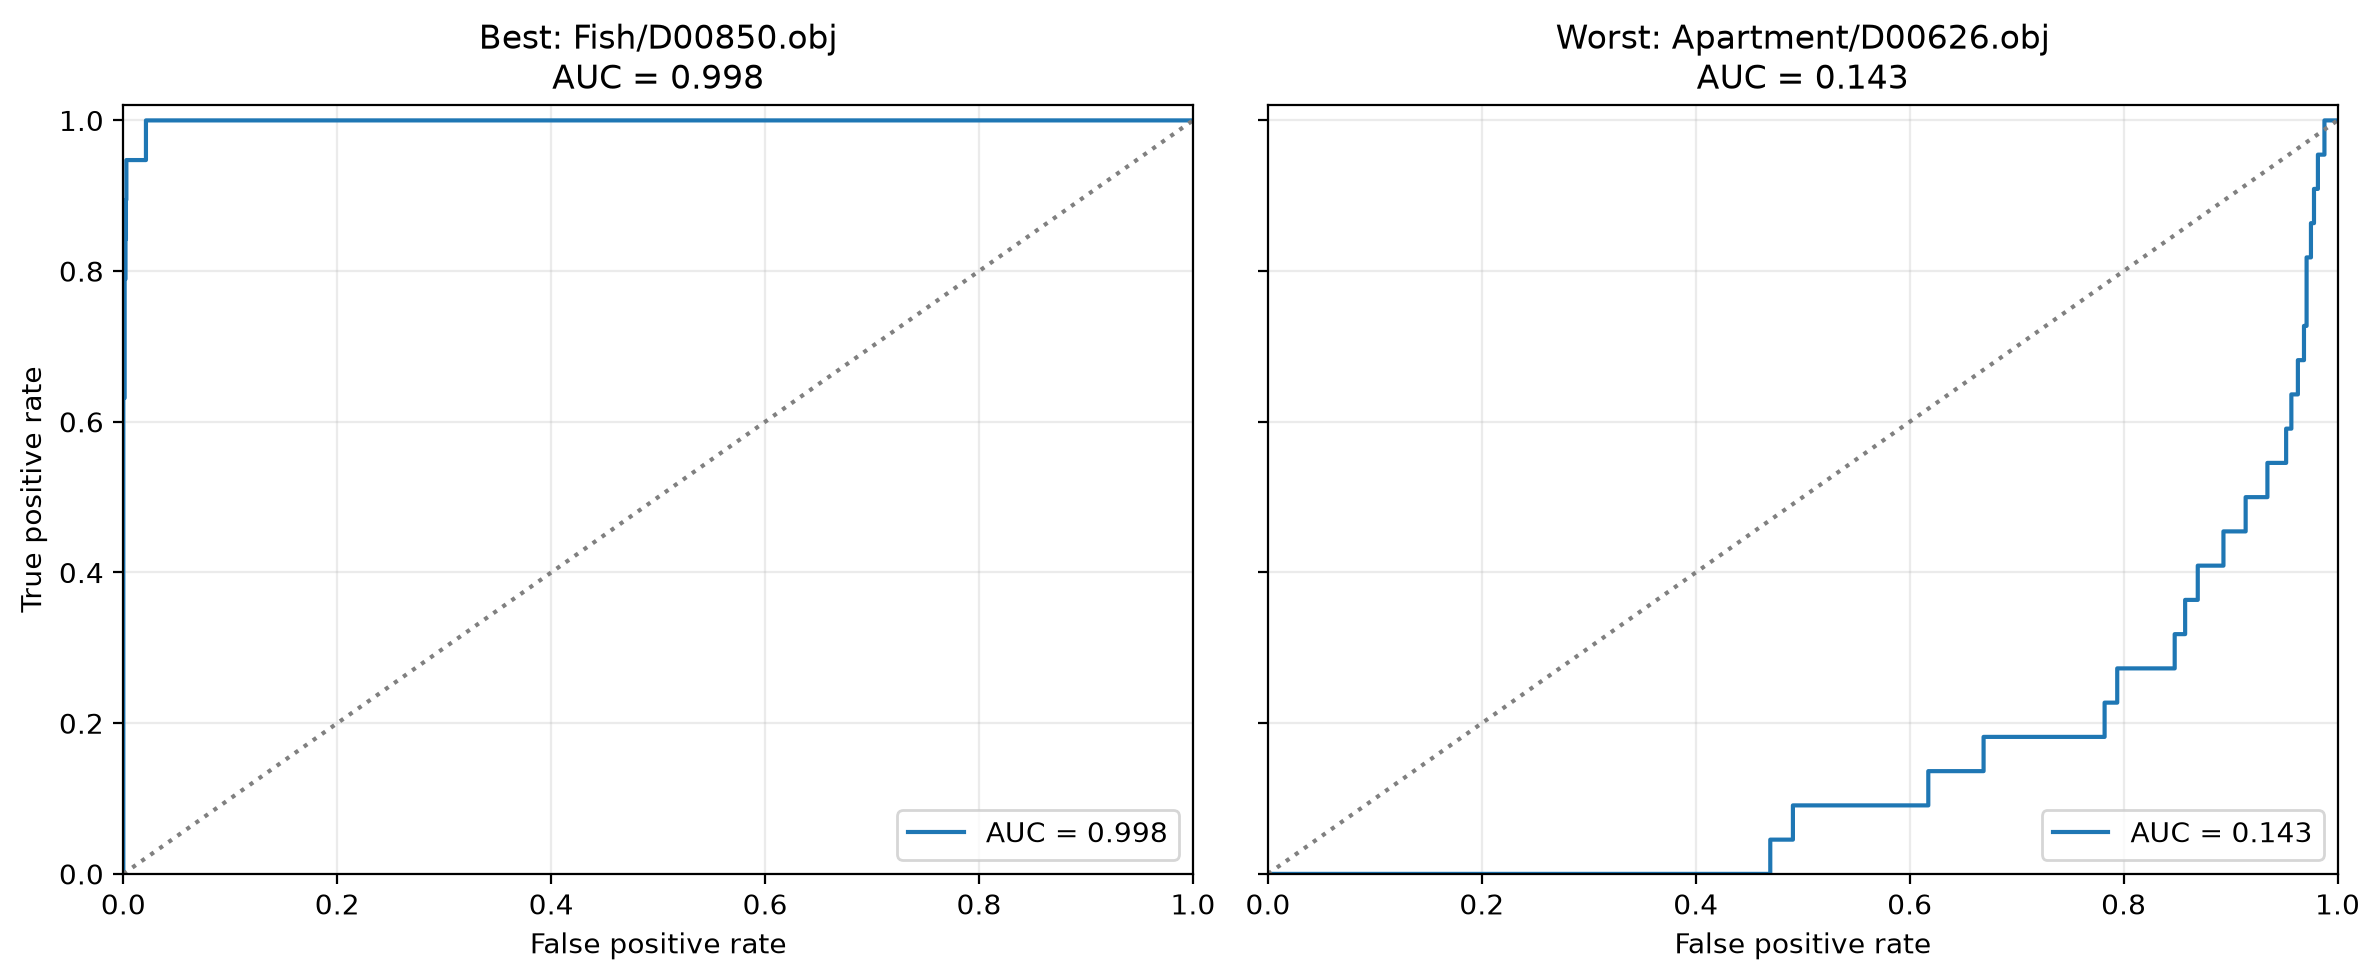 Best: Fish/D00850.obj
AUC = 0.998
True positive rate
1.0
0.8
0.6
0.4
0.2
0.0
0.0 0.2 0.4 0.6 0.8 1.0
False positive rate
AUC = 0.998
Worst: Apartment/D00626.obj
AUC = 0.143
0.0 0.2 0.4 0.6 0.8 1.0
False positive rate
AUC = 0.143